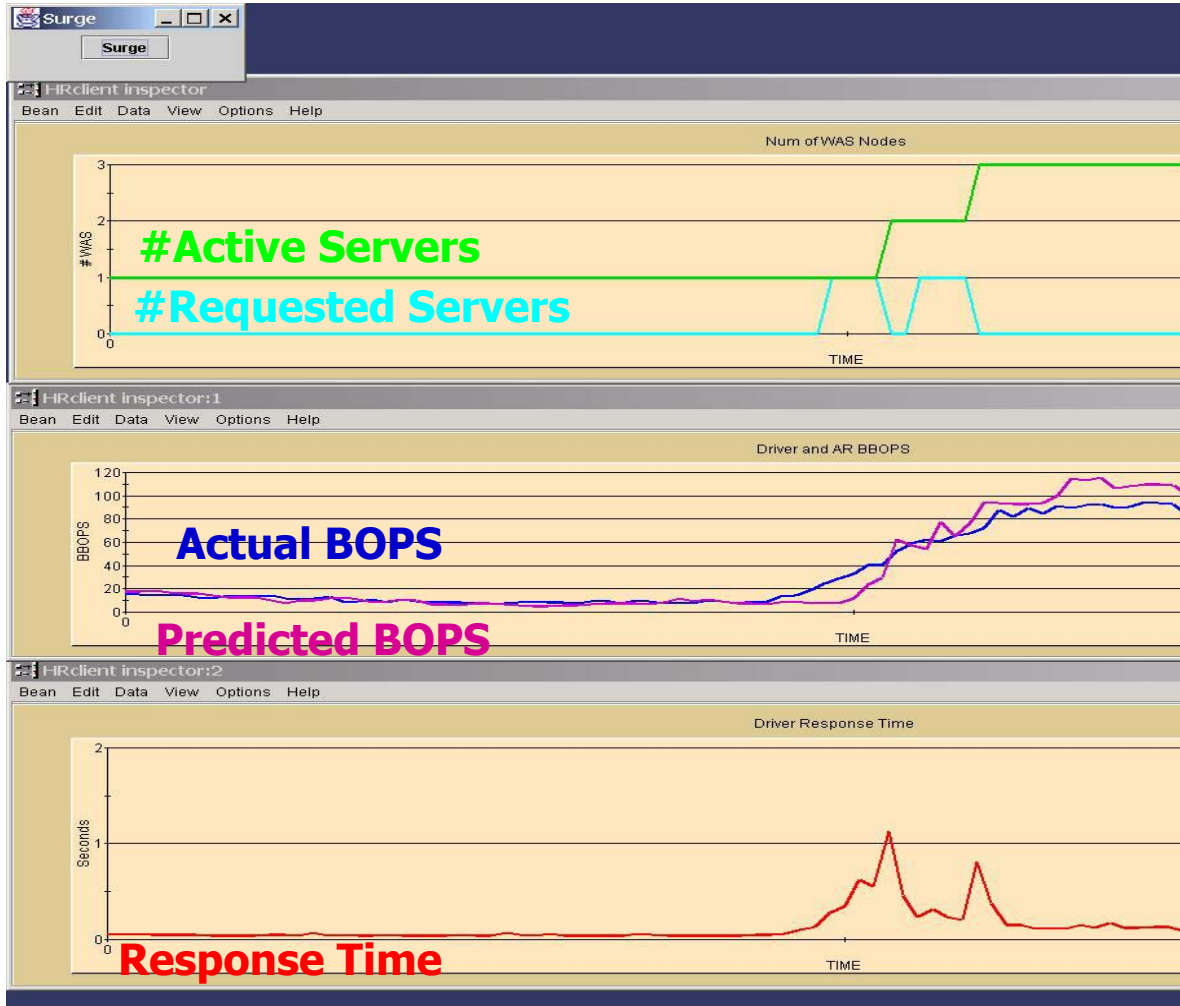 Surge
Surge
HRclient inspector
Bean Edit Data View Options Help
Num of WAS Nodes
3
2
1
0
0
# WAS
#Active Servers
#Requested Servers
TIME
HRclient inspector:1
Bean Edit Data View Options Help
Driver and AR BBOPS
120
100
80
60
40
20
0
0
BBOPS
Actual BOPS
Predicted BOPS
TIME
HRclient inspector:2
Bean Edit Data View Options Help
Driver Response Time
2
1
0
0
Seconds
Response Time
TIME